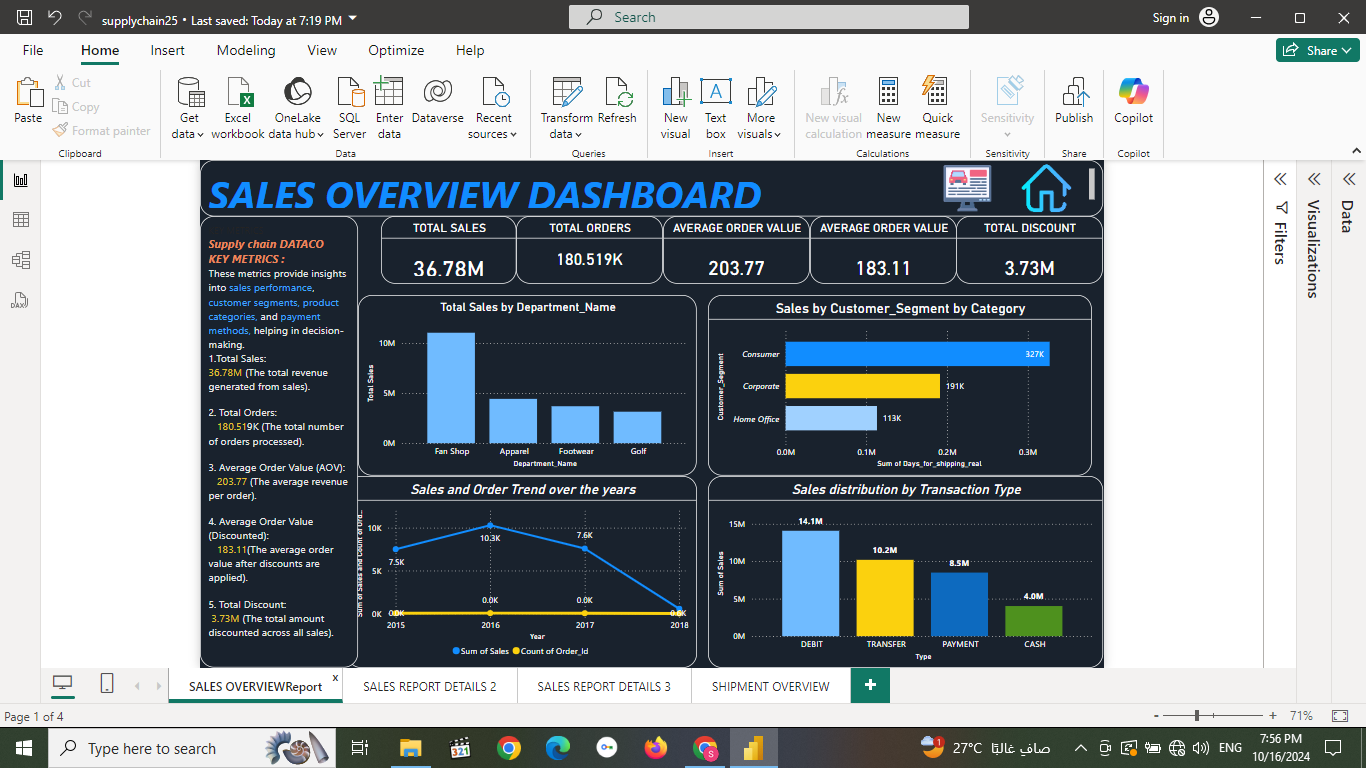 supplychain25 • Last saved: Today at 7:19 PM
Search
Sign in
File Home Insert Modeling View Optimize Help
Share
Paste
Cut
Copy
Format painter
Clipboard
Get data
Excel workbook
OneLake data hub
SQL Server
Enter data
Dataverse
Recent sources
Data
Transform data
Refresh
Queries
New visual
Text box
More visuals
Insert
New visual calculation
New measure
Quick measure
Calculations
Sensitivity
Sensitivity
Publish
Share
Copilot
Copilot
SALES OVERVIEW DASHBOARD
Supply chain DATACO
KEY METRICS :
These metrics provide insights
into sales performance,
customer segments, product
categories, and payment
methods, helping in decision-
making.
1.Total Sales:
36.78M (The total revenue
generated from sales).
2. Total Orders:
180.519K (The total number
of orders processed).
3. Average Order Value (AOV):
203.77 (The average revenue
per order).
4. Average Order Value
(Discounted):
183.11(The average order
value after discounts are
applied).
5. Total Discount:
3.73M (The total amount
discounted across all sales).
TOTAL SALES
36.78M
TOTAL ORDERS
180.519K
AVERAGE ORDER VALUE
203.77
AVERAGE ORDER VALUE
183.11
TOTAL DISCOUNT
3.73M
Total Sales by Department_Name
Total Sales
10M
5M
0M
Fan Shop Apparel Footwear Golf
Department_Name
Sales by Customer_Segment by Category
Customer_Segment
Consumer 327K
Corporate 191K
Home Office 113K
0.0M 0.1M 0.2M 0.3M
Sum of Days_for_shipping_real
Sales and Order Trend over the years
Sum of Sales and Count of Ord...
10K
5K
0K
7.5K 10.3K 7.6K
0.0K 0.0K 0.0K
2015 2016 2017 2018
Year
Sum of Sales Count of Order_Id
Sales distribution by Transaction Type
Sum of Sales
15M
10M
5M
0M
14.1M 10.2M 8.5M 4.0M
DEBIT TRANSFER PAYMENT CASH
Type
Filters
Visualizations
Data
DAX
SALES OVERVIEWReport x
SALES REPORT DETAILS 2
SALES REPORT DETAILS 3
SHIPMENT OVERVIEW
+
Page 1 of 4
- + 71%
Type here to search
321
S
1
27°C صافٍ غالبًا
ENG
7:56 PM
10/16/2024